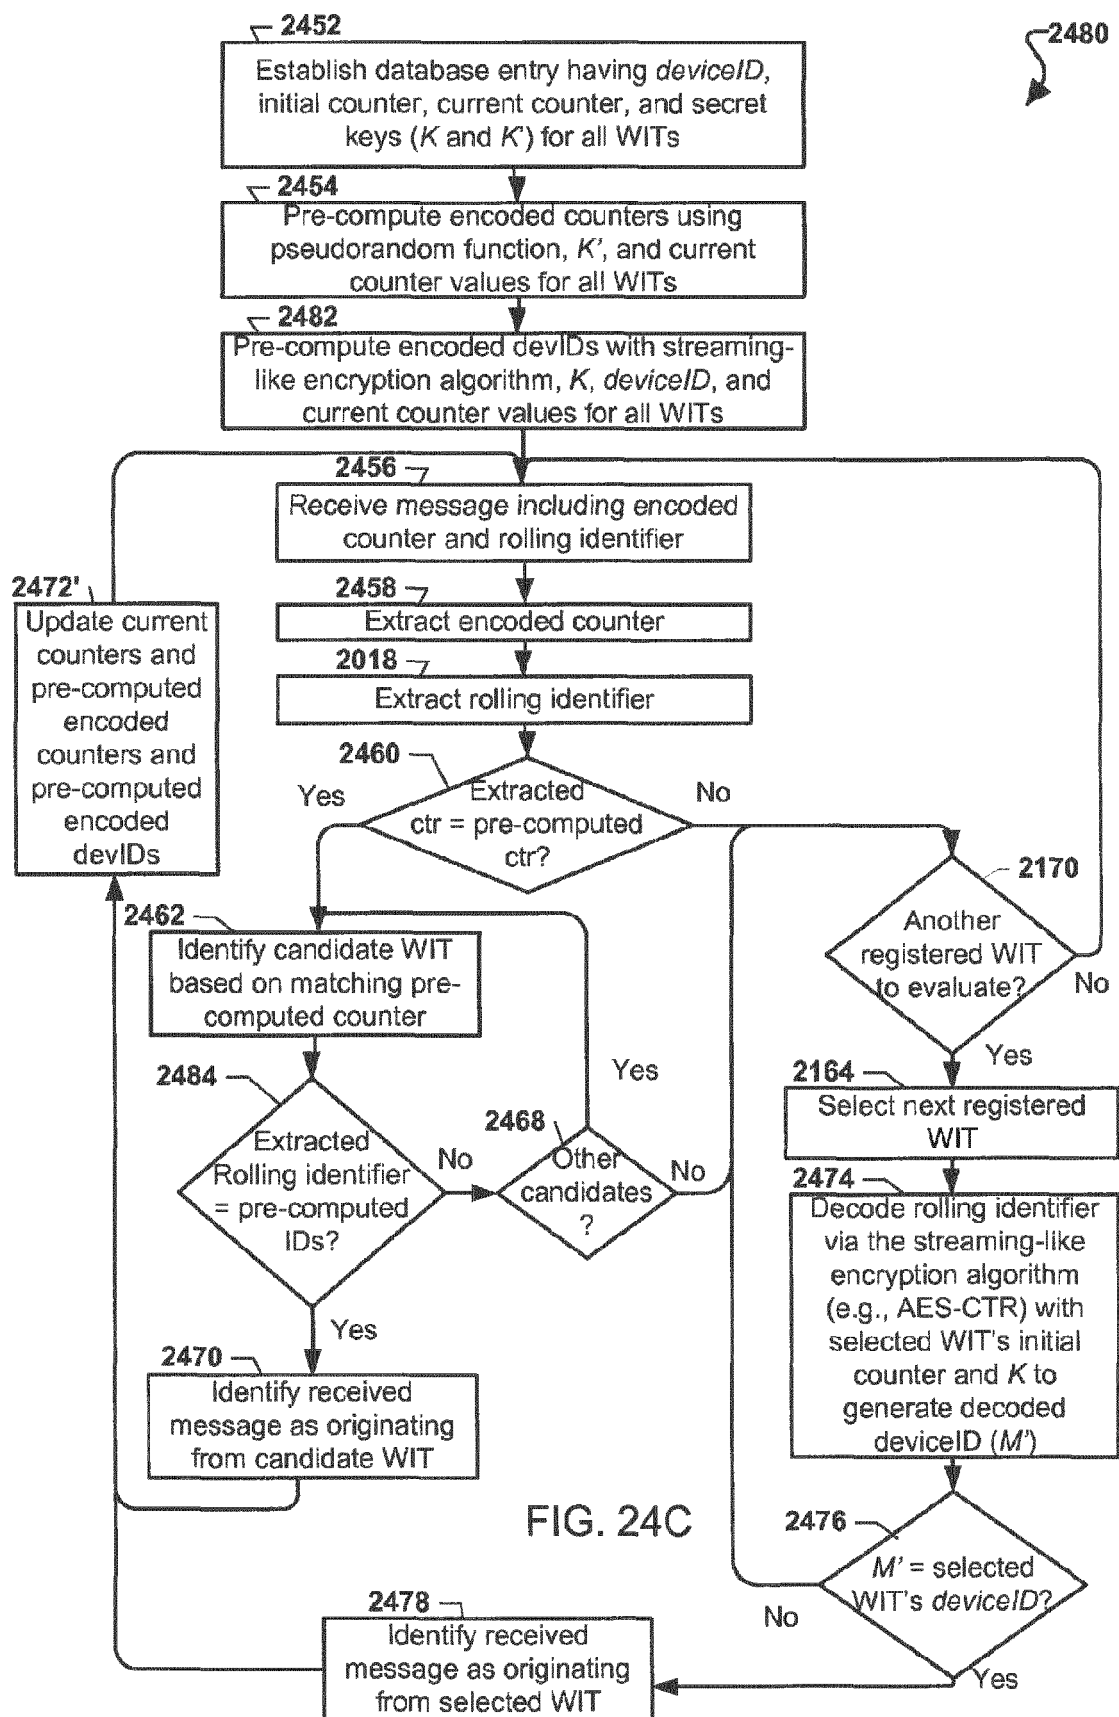 2452
2480
Establish database entry having deviceID,
initial counter, current counter, and secret
keys (K and K') for all WITs
2454
Pre-compute encoded counters using
pseudorandom function, K', and current
counter values for all WITs
2482
Pre-compute encoded devIDs with streaming-
like encryption algorithm, K, deviceID, and
current counter values for all WITs
2456
Receive message including encoded
counter and rolling identifier
2458
Extract encoded counter
2018
Extract rolling identifier
2472'
Update current
counters and
pre-computed
encoded
counters and
pre-computed
encoded
devIDs
2460
Yes
Extracted
ctr = pre-computed
ctr?
No
2462
Identify candidate WIT
based on matching pre-
computed counter
2170
Another
registered WIT
to evaluate?
No
Yes
2484
Extracted
Rolling identifier
= pre-computed
IDs?
No
Yes
2468
Other
candidates
?
Yes
No
2164
Select next registered
WIT
2474
Decode rolling identifier
via the streaming-like
encryption algorithm
(e.g., AES-CTR) with
selected WIT's initial
counter and K to
generate decoded
deviceID (M')
2470
Identify received
message as originating
from candidate WIT
FIG. 24C
2476
M' = selected
WIT's deviceID?
No
Yes
2478
Identify received
message as originating
from selected WIT